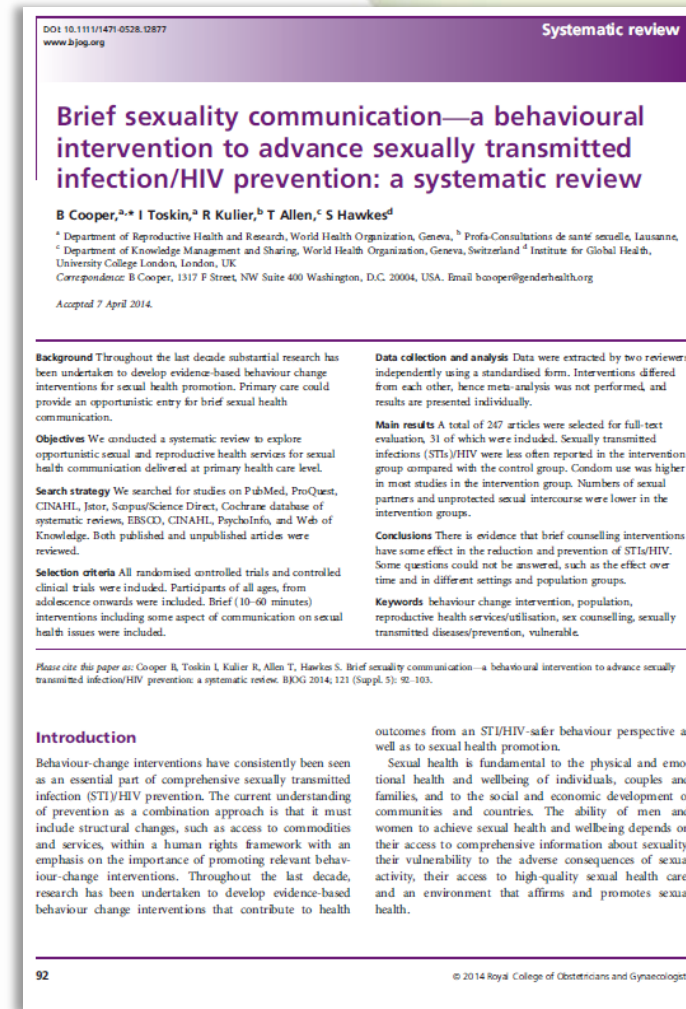 DOI: 10.1111/1471-0528.12877
www.bjog.org
Systematic review
Brief sexuality communication—a behavioural
intervention to advance sexually transmitted
infection/HIV prevention: a systematic review
B Cooper,a,* I Toskin,a R Kulier,b T Allen,c S Hawkesd
a Department of Reproductive Health and Research, World Health Organization, Geneva, b Profa-Consultations de santé sexuelle, Lausanne,
c Department of Knowledge Management and Sharing, World Health Organization, Geneva, Switzerland d Institute for Global Health,
University College London, London, UK
Correspondence: B Cooper, 1317 F Street, NW Suite 400 Washington, D.C. 20004, USA. Email bcooper@genderhealth.org
Accepted 7 April 2014.
Background Throughout the last decade substantial research has
been undertaken to develop evidence-based behaviour change
interventions for sexual health promotion. Primary care could
provide an opportunistic entry for brief sexual health
communication.
Objectives We conducted a systematic review to explore
opportunistic sexual and reproductive health services for sexual
health communication delivered at primary health care level.
Search strategy We searched for studies on PubMed, ProQuest,
CINAHL, Jstor, Scopus/Science Direct, Cochrane database of
systematic reviews, EBSCO, CINAHL, PsychoInfo, and Web of
Knowledge. Both published and unpublished articles were
reviewed.
Selection criteria All randomised controlled trials and controlled
clinical trials were included. Participants of all ages, from
adolescence onwards were included. Brief (10–60 minutes)
interventions including some aspect of communication on sexual
health issues were included.
Data collection and analysis Data were extracted by two reviewers
independently using a standardised form. Interventions differed
from each other, hence meta-analysis was not performed, and
results are presented individually.
Main results A total of 247 articles were selected for full-text
evaluation, 31 of which were included. Sexually transmitted
infections (STIs)/HIV were less often reported in the intervention
group compared with the control group. Condom use was higher
in most studies in the intervention group. Numbers of sexual
partners and unprotected sexual intercourse were lower in the
intervention groups.
Conclusions There is evidence that brief counselling interventions
have some effect in the reduction and prevention of STIs/HIV.
Some questions could not be answered, such as the effect over
time and in different settings and population groups.
Keywords behaviour change intervention, population,
reproductive health services/utilisation, sex counselling, sexually
transmitted diseases/prevention, vulnerable.
Please cite this paper as: Cooper B, Toskin I, Kulier R, Allen T, Hawkes S. Brief sexuality communication—a behavioural intervention to advance sexually
transmitted infection/HIV prevention: a systematic review. BJOG 2014; 121 (Suppl. 5): 92–103.
Introduction
Behaviour-change interventions have consistently been seen
as an essential part of comprehensive sexually transmitted
infection (STI)/HIV prevention. The current understanding
of prevention as a combination approach is that it must
include structural changes, such as access to commodities
and services, within a human rights framework with an
emphasis on the importance of promoting relevant behav-
iour-change interventions. Throughout the last decade,
research has been undertaken to develop evidence-based
behaviour change interventions that contribute to health
outcomes from an STI/HIV-safer behaviour perspective a
well as to sexual health promotion.
Sexual health is fundamental to the physical and emo
tional health and wellbeing of individuals, couples and
families, and to the social and economic development o
communities and countries. The ability of men and
women to achieve sexual health and wellbeing depends on
their access to comprehensive information about sexuality
their vulnerability to the adverse consequences of sexua
activity, their access to high-quality sexual health care
and an environment that affirms and promotes sexua
health.
92
© 2014 Royal College of Obstetricians and Gynaecologist